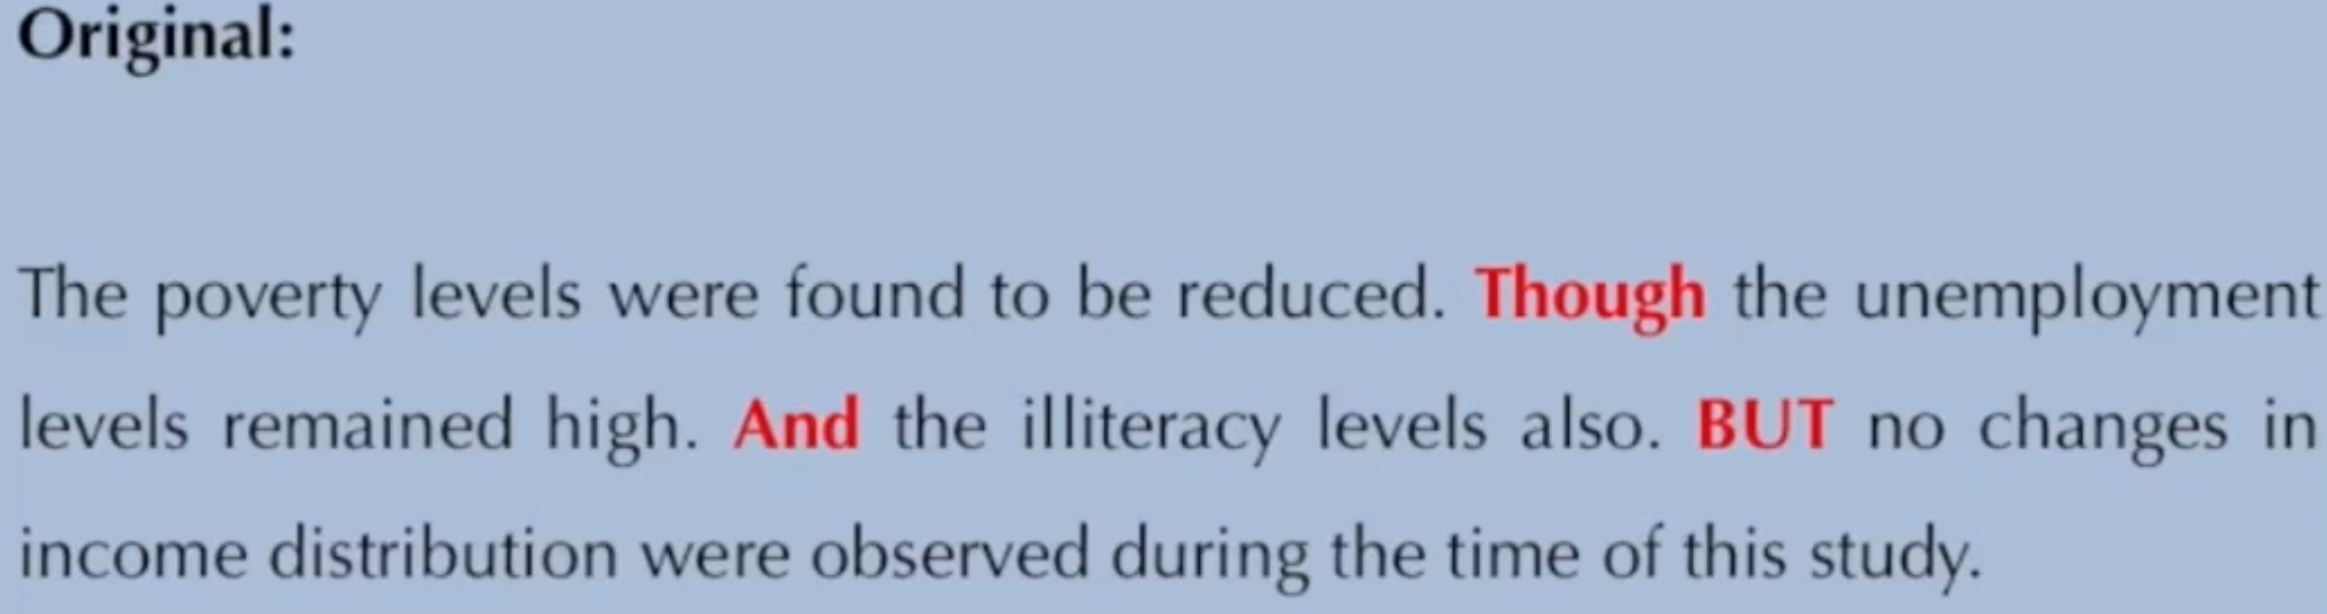 Original:
The poverty levels were found to be reduced. Though the unemployment
levels remained high. And the illiteracy levels also. BUT no changes in
income distribution were observed during the time of this study.